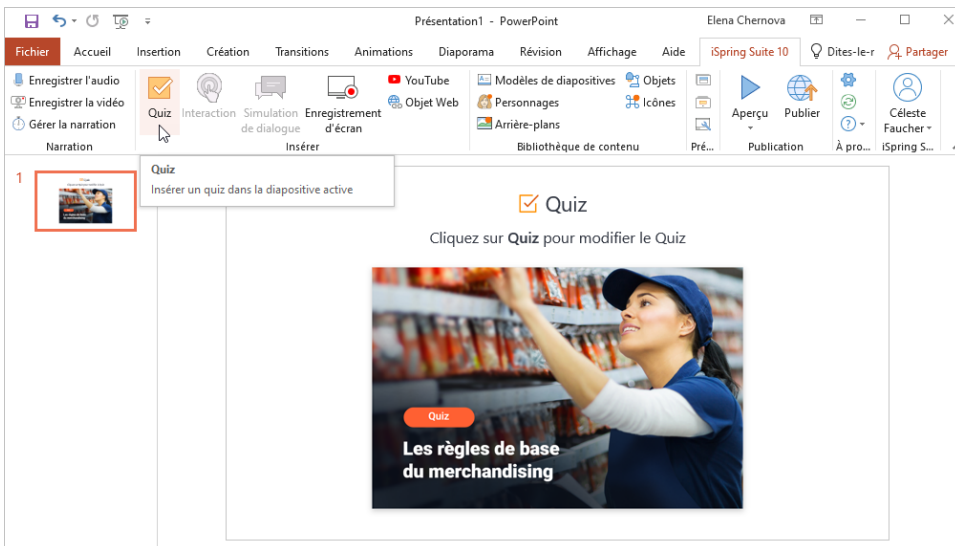 Présentation1 - PowerPoint
Elena Chernova
Fichier Accueil Insertion Création Transitions Animations Diaporama Révision Affichage Aide iSpring Suite 10 Dites-le-r Partager
Enregistrer l'audio
Enregistrer la vidéo
Gérer la narration
Narration
Quiz
Interaction
Simulation
de dialogue
Enregistrement
d'écran
YouTube
Objet Web
Insérer
Modèles de diapositives
Personnages
Arrière-plans
Objets
Icônes
Bibliothèque de contenu
Pré...
Aperçu
Publier
Publication
?
À pro...
Céleste
Faucher
iSpring S...
Quiz
Insérer un quiz dans la diapositive active
1
Quiz
Cliquez sur Quiz pour modifier le Quiz
Quiz
Les règles de base
du merchandising